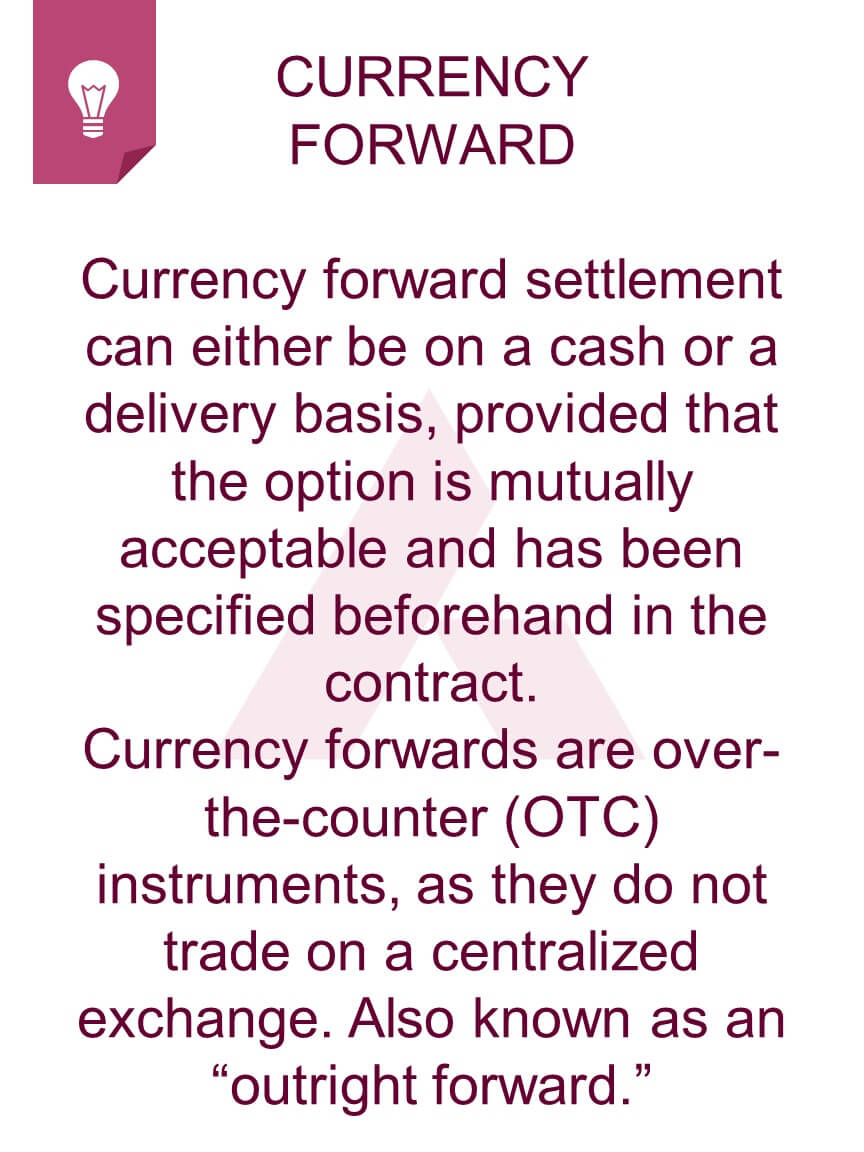 CURRENCY
FORWARD
Currency forward settlement
can either be on a cash or a
delivery basis, provided that
the option is mutually
acceptable and has been
specified beforehand in the
contract.
Currency forwards are over-
the-counter (OTC)
instruments, as they do not
trade on a centralized
exchange. Also known as an
“outright forward.”